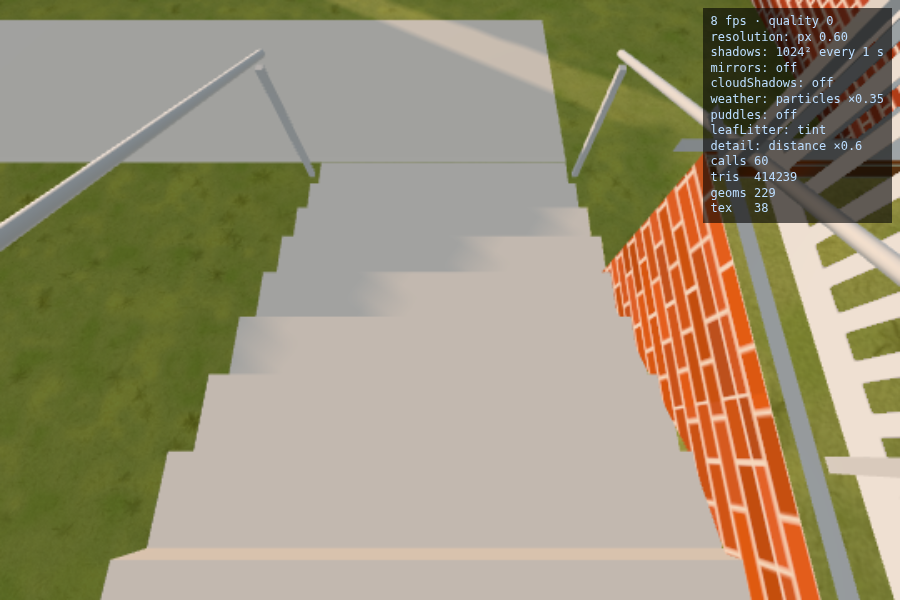 8 fps · quality 0
resolution: px 0.60
shadows: 1024² every 1 s
mirrors: off
cloudShadows: off
weather: particles ×0.35
puddles: off
leafLitter: tint
detail: distance ×0.6
calls 60
tris 414239
geoms 229
tex 38